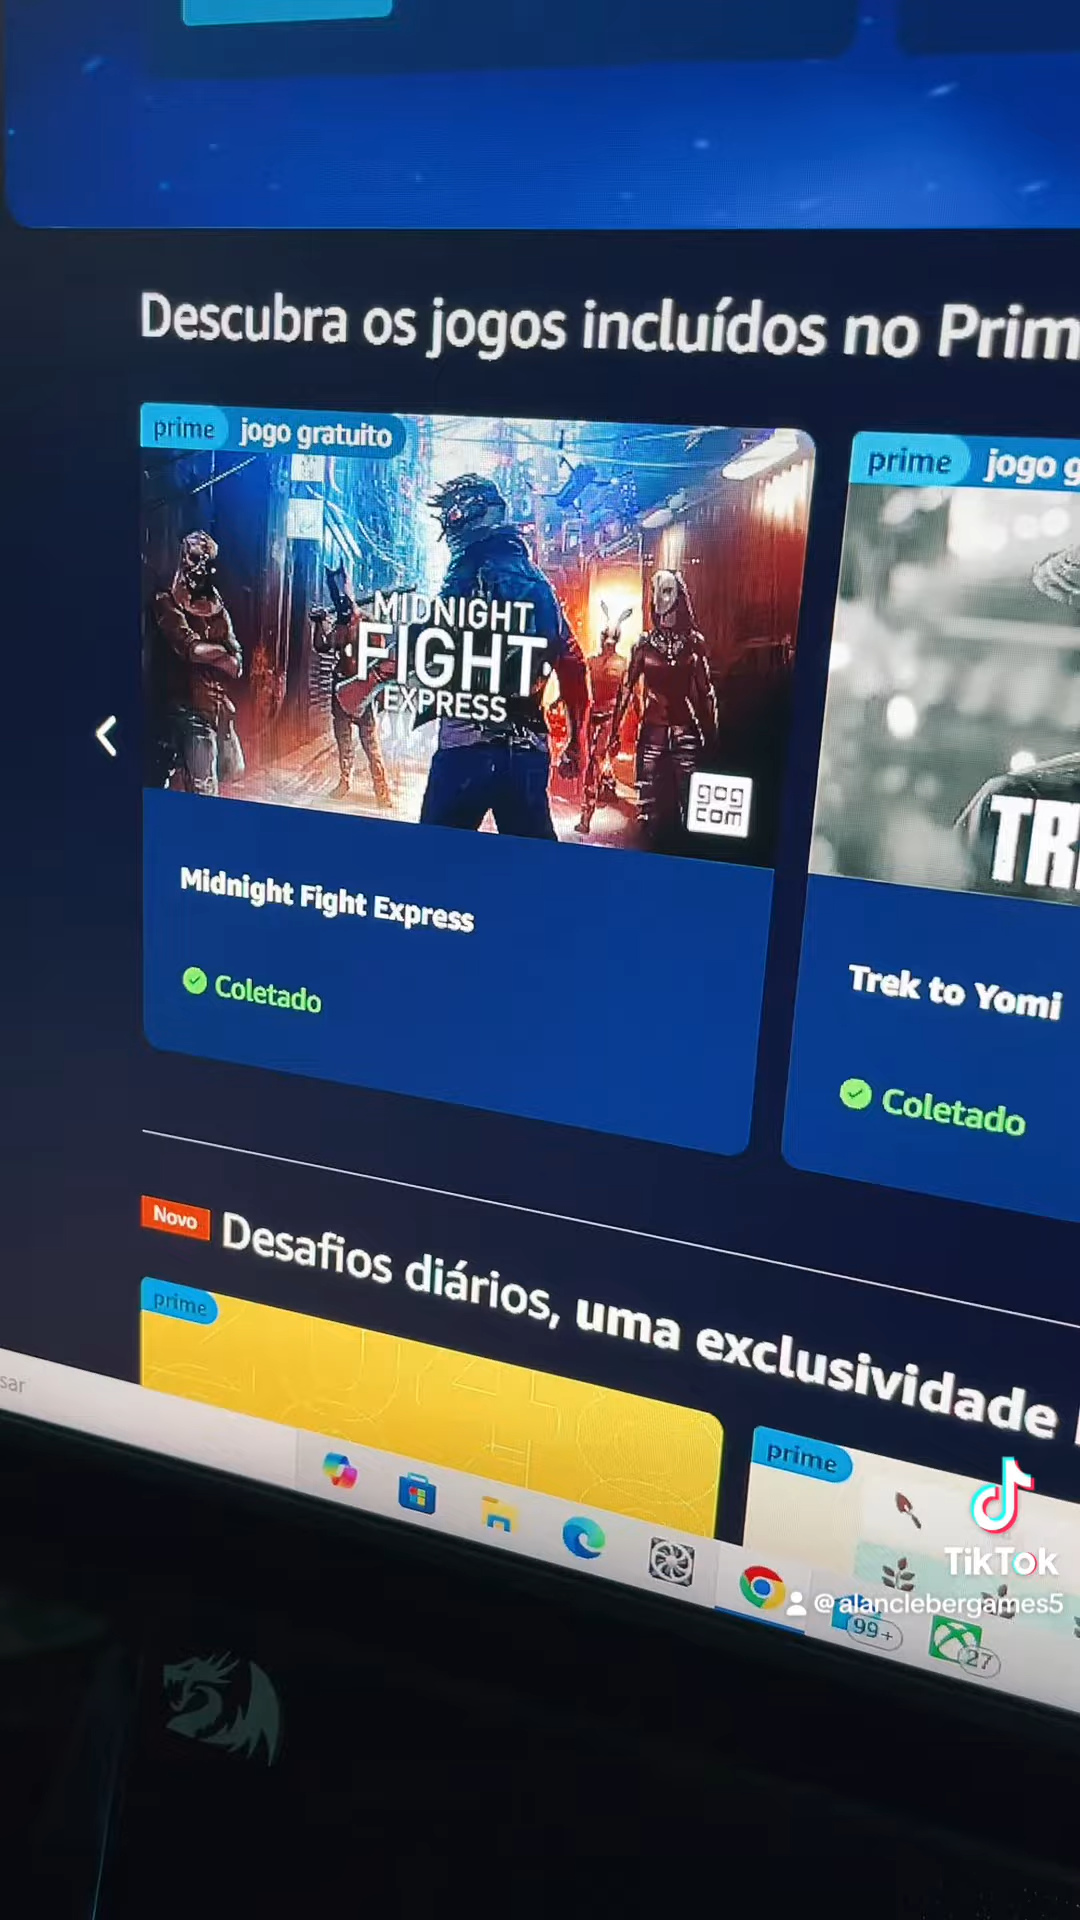 Descubra os jogos incluídos no Prim
prime jogo gratuito
prime jogo g
MIDNIGHT
FIGHT
EXPRESS
gog
com
TR
Midnight Fight Express
Coletado
Trek to Yomi
Coletado
Novo Desafios diários, uma exclusividade
prime
prime
sar
TikTok
@alanclebergames5
99+
27